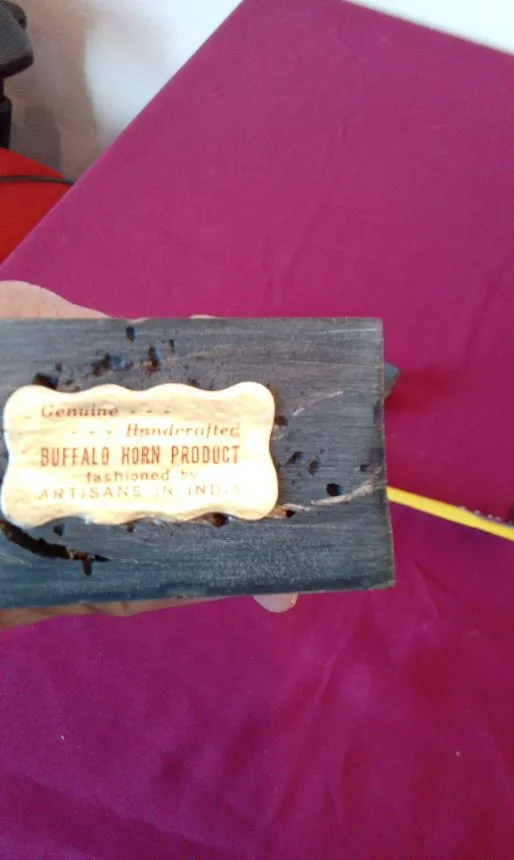 Genuine - - -
- - - Handcrafted
BUFFALO HORN PRODUCT
fashioned by
ARTISANS IN INDIA